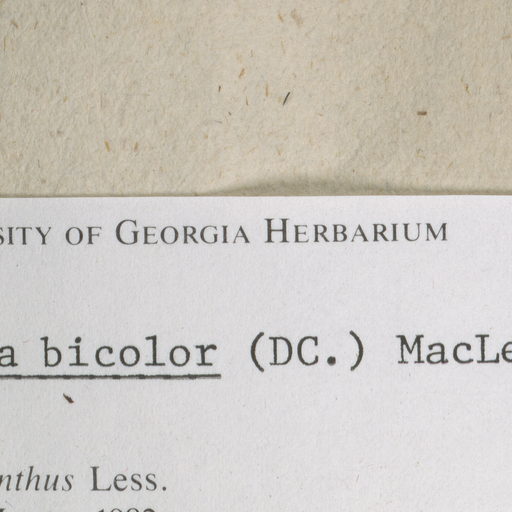 SITY OF GEORGIA HERBARIUM
a bicolor (DC.) MacLe
nthus Less.